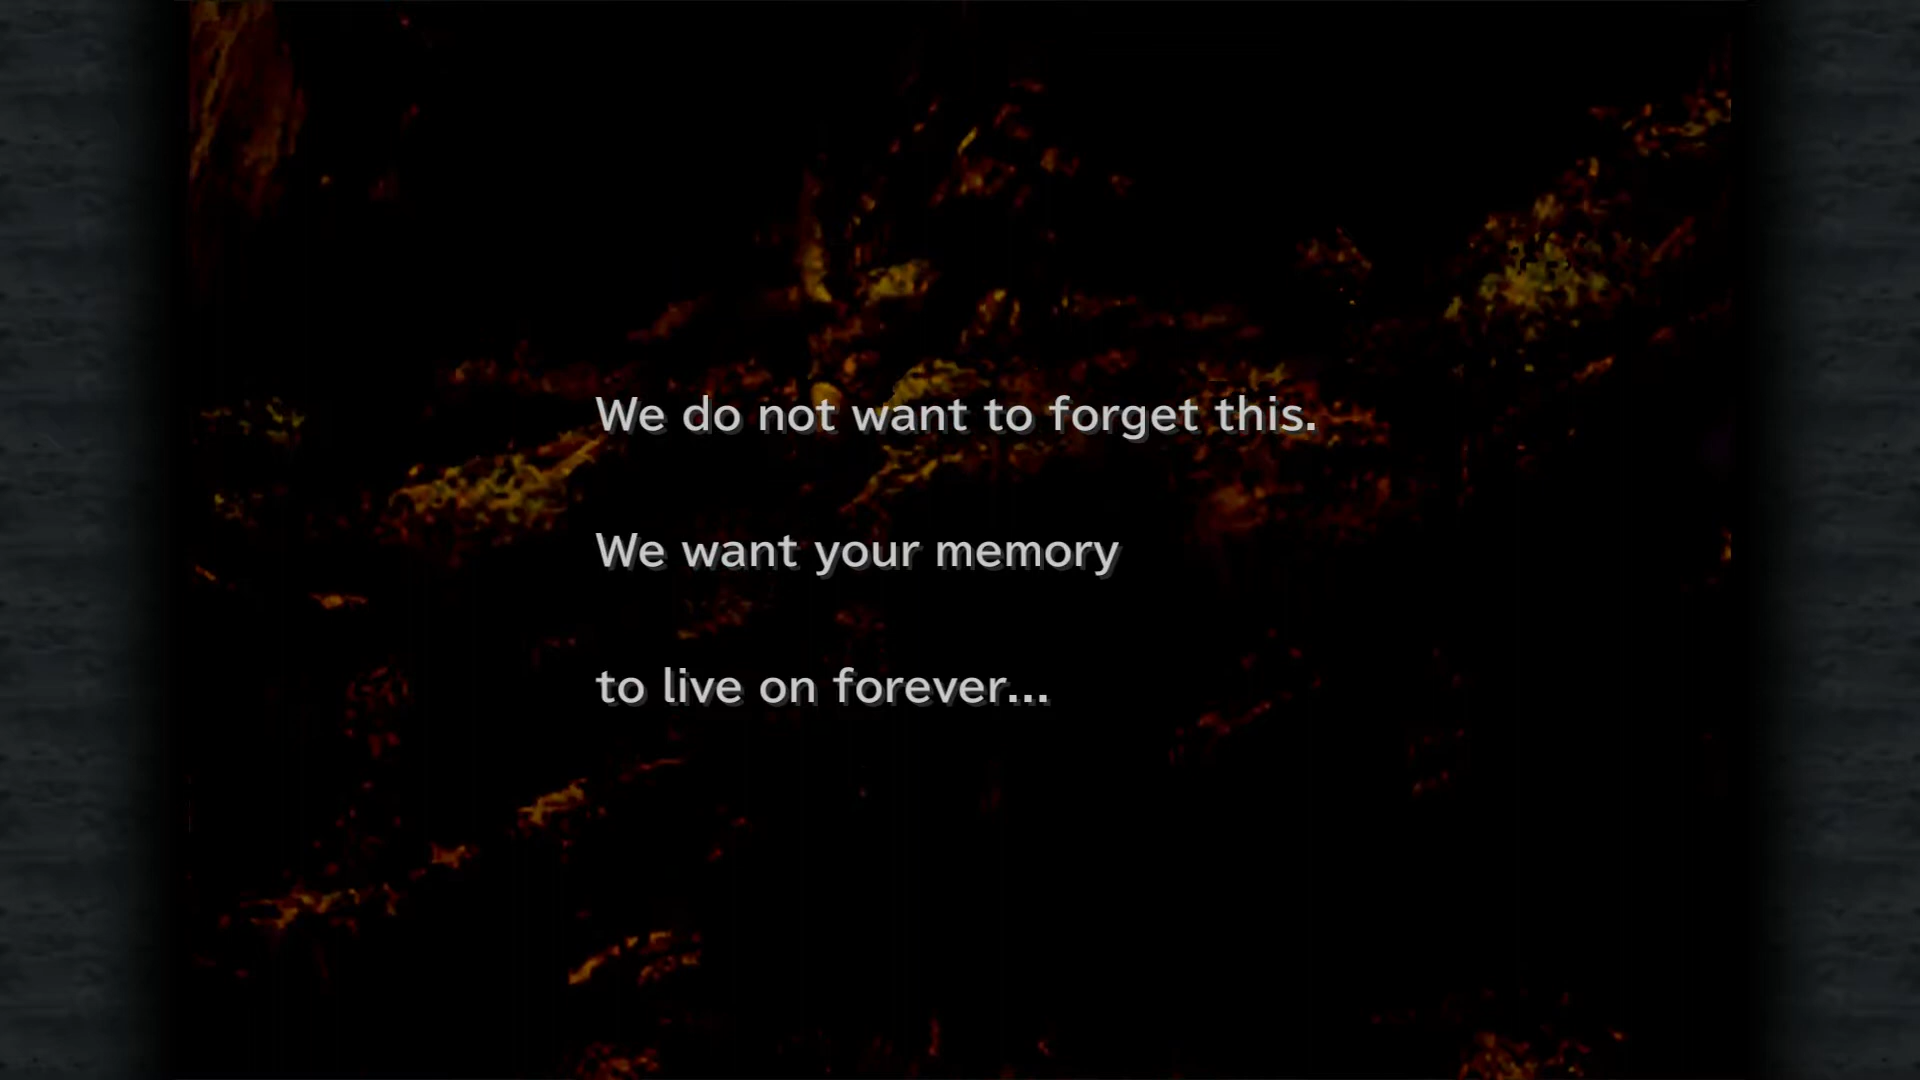 We do not want to forget this.
We want your memory
to live on forever...